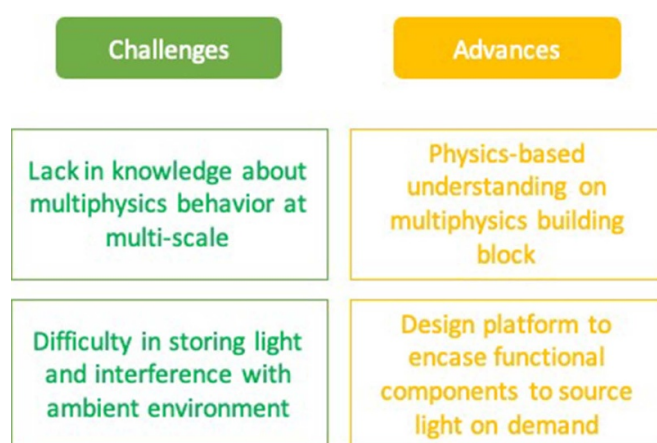 Challenges
Advances
Lack in knowledge about
multiphysics behavior at
multi-scale
Physics-based
understanding on
multiphysics building
block
Difficulty in storing light
and interference with
ambient environment
Design platform to
encase functional
components to source
light on demand